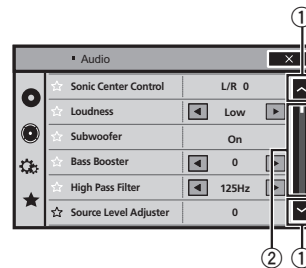 ①
Audio
Sonic Center Control L/R 0
Loudness Low
Subwoofer On
Bass Booster 0
High Pass Filter 125Hz
Source Level Adjuster 0
② ①